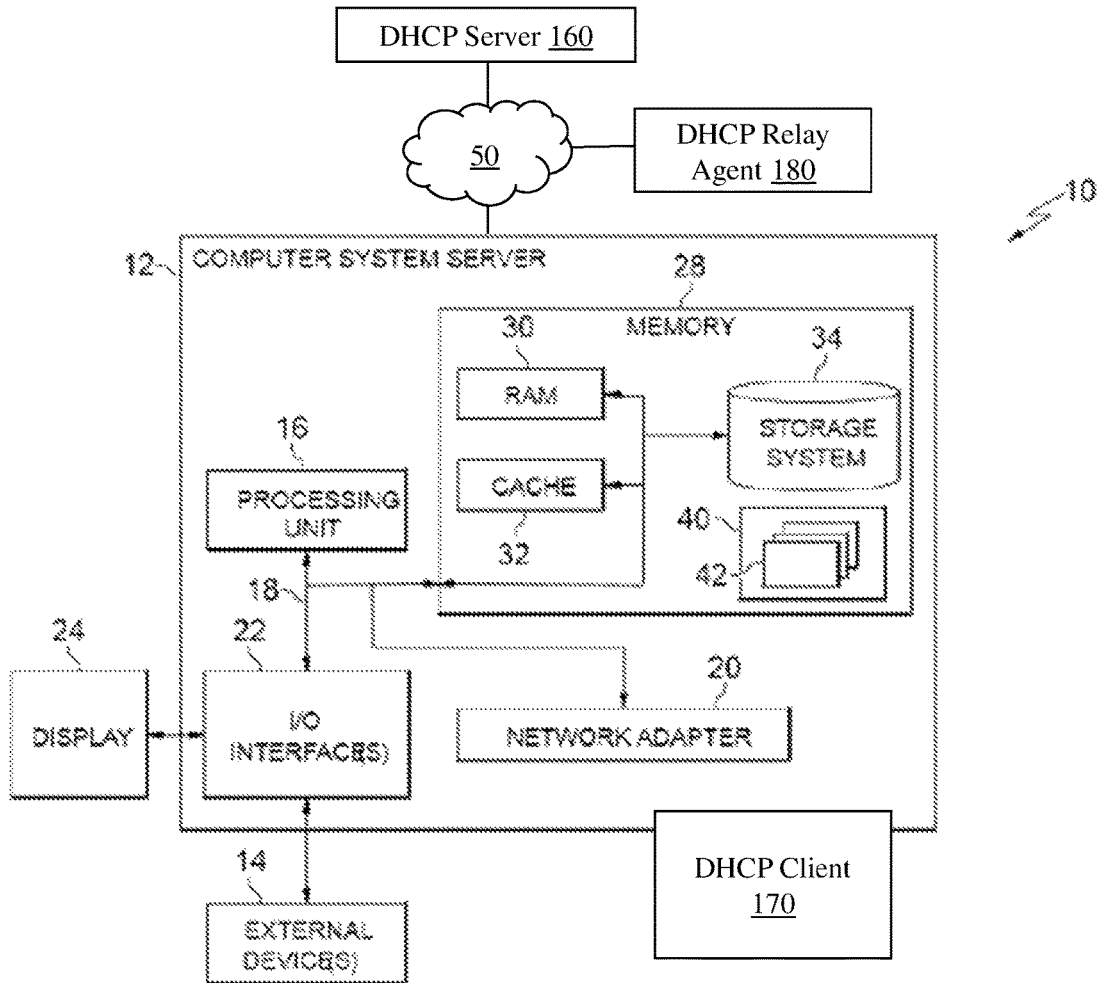 DHCP Server 160
50
DHCP Relay
Agent 180
10
12
COMPUTER SYSTEM SERVER
28
MEMORY
30
RAM
34
STORAGE
SYSTEM
16
PROCESSING
UNIT
CACHE
32
40
42
18
24
22
20
DISPLAY
I/O
INTERFACE(S)
NETWORK ADAPTER
14
EXTERNAL
DEVICE(S)
DHCP Client
170